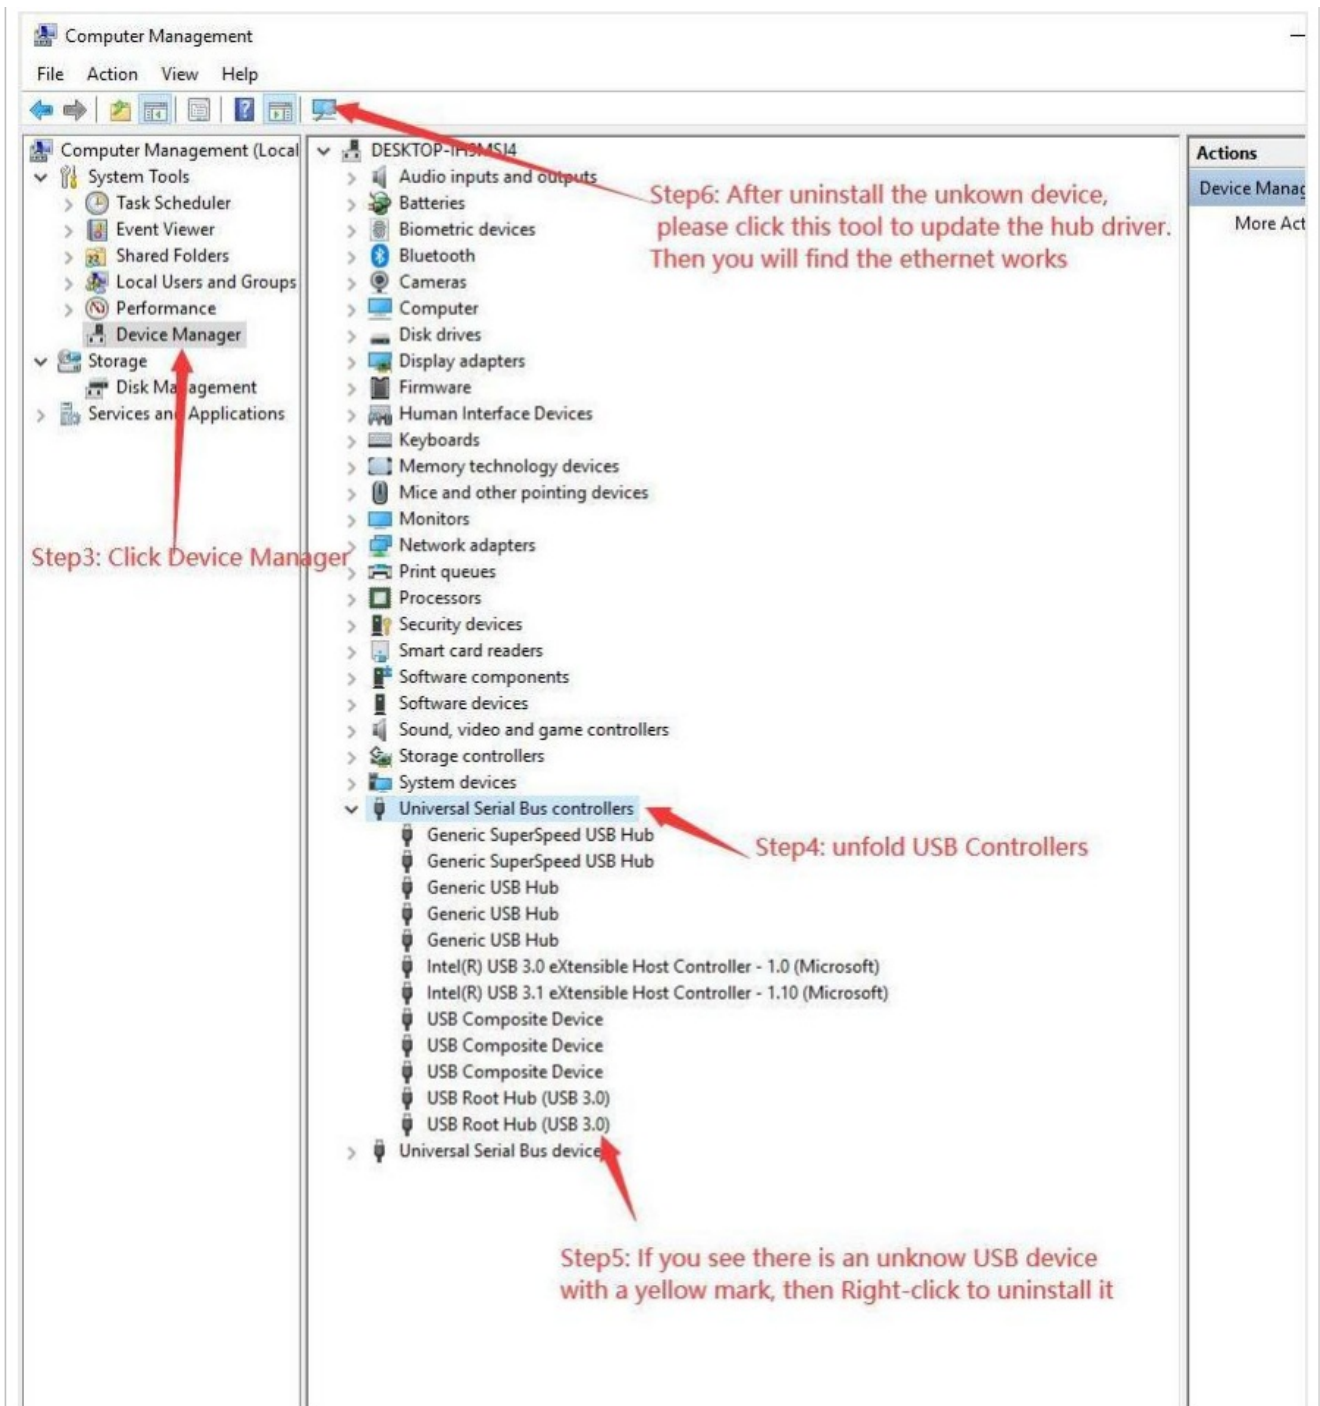 Computer Management
File Action View Help
Computer Management (Local
System Tools
Task Scheduler
Event Viewer
Shared Folders
Local Users and Groups
Performance
Device Manager
Storage
Disk Management
Services and Applications
Step3: Click Device Manager
Audio inputs and outputs
Batteries
Biometric devices
Bluetooth
Cameras
Computer
Disk drives
Display adapters
Firmware
Human Interface Devices
Keyboards
Memory technology devices
Mice and other pointing devices
Monitors
Network adapters
Print queues
Processors
Security devices
Smart card readers
Software components
Software devices
Sound, video and game controllers
Storage controllers
System devices
Universal Serial Bus controllers
Generic SuperSpeed USB Hub
Generic SuperSpeed USB Hub
Generic USB Hub
Generic USB Hub
Generic USB Hub
Intel(R) USB 3.0 eXtensible Host Controller - 1.0 (Microsoft)
Intel(R) USB 3.1 eXtensible Host Controller - 1.10 (Microsoft)
USB Composite Device
USB Composite Device
USB Composite Device
USB Root Hub (USB 3.0)
USB Root Hub (USB 3.0)
Universal Serial Bus device
Step6: After uninstall the unkown device,
please click this tool to update the hub driver.
Then you will find the ethernet works
Step4: unfold USB Controllers
Step5: If you see there is an unknow USB device
with a yellow mark, then Right-click to uninstall it
Actions
Device Manag
More Act